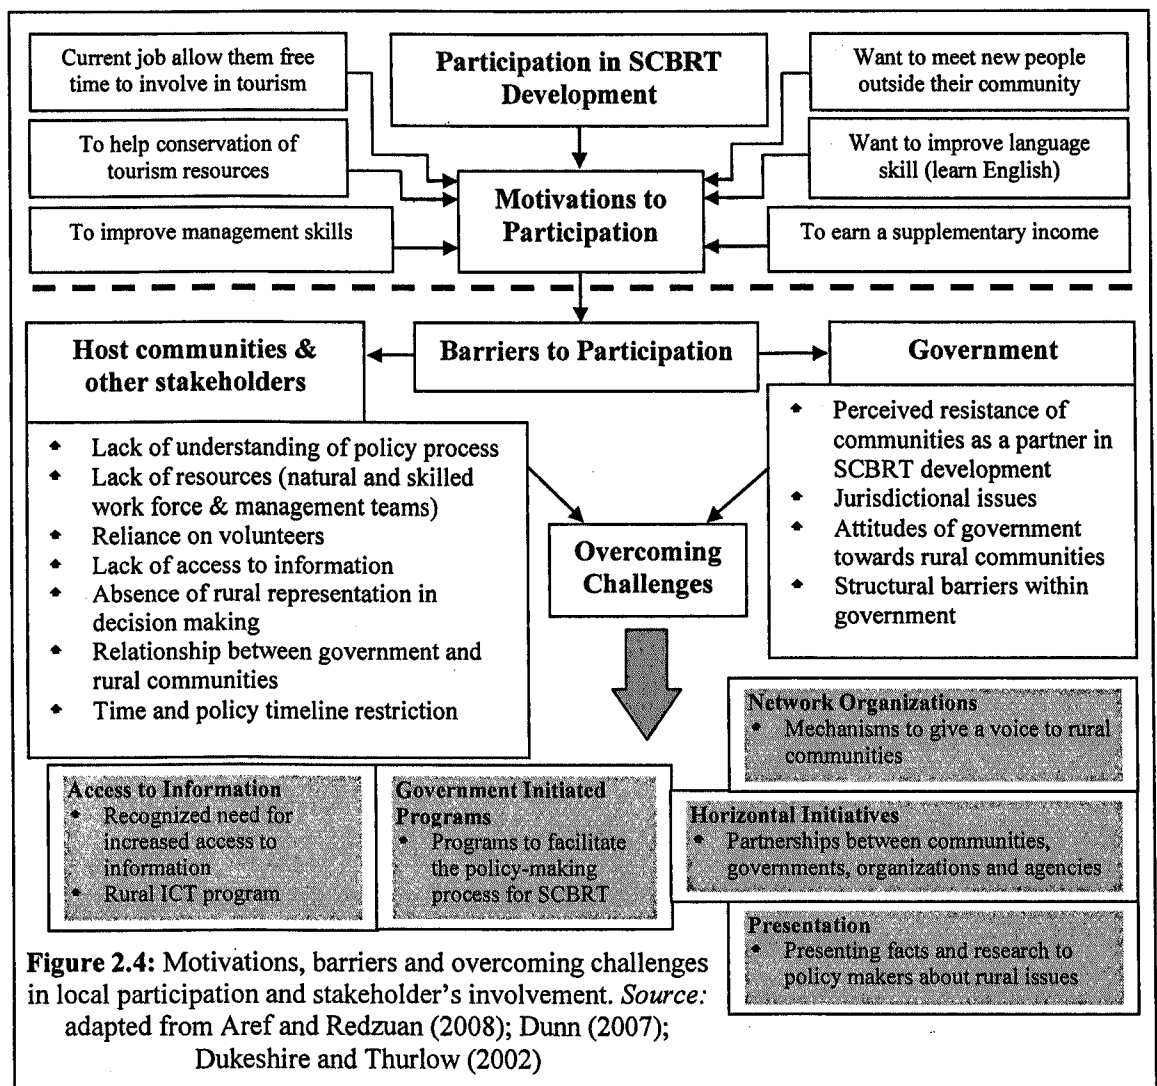 Participation in SCBRT
Development
Current job allow them free
time to involve in tourism
To help conservation of
tourism resources
To improve management skills
Want to meet new people
outside their community
Want to improve language
skill (learn English)
To earn a supplementary income
Motivations to
Participation
Barriers to Participation
Host communities &
other stakeholders
Lack of understanding of policy process
Lack of resources (natural and skilled
work force & management teams)
Reliance on volunteers
Lack of access to information
Absence of rural representation in
decision making
Relationship between government and
rural communities
Time and policy timeline restriction
Government
Perceived resistance of
communities as a partner in
SCBRT development
Jurisdictional issues
Attitudes of government
towards rural communities
Structural barriers within
government
Overcoming
Challenges
Access to Information
• Recognized need for
increased access to
information
• Rural ICT program
Government Initiated
Programs
• Programs to facilitate
the policy-making
process for SCBRT
Network Organizations
• Mechanisms to give a voice to rural
communities
Horizontal Initiatives
• Partnerships between communities,
governments, organizations and agencies
Presentation
• Presenting facts and research to
policy makers about rural issues
Figure 2.4: Motivations, barriers and overcoming challenges
in local participation and stakeholder's involvement. Source:
adapted from Aref and Redzuan (2008); Dunn (2007);
Dukeshire and Thurlow (2002)